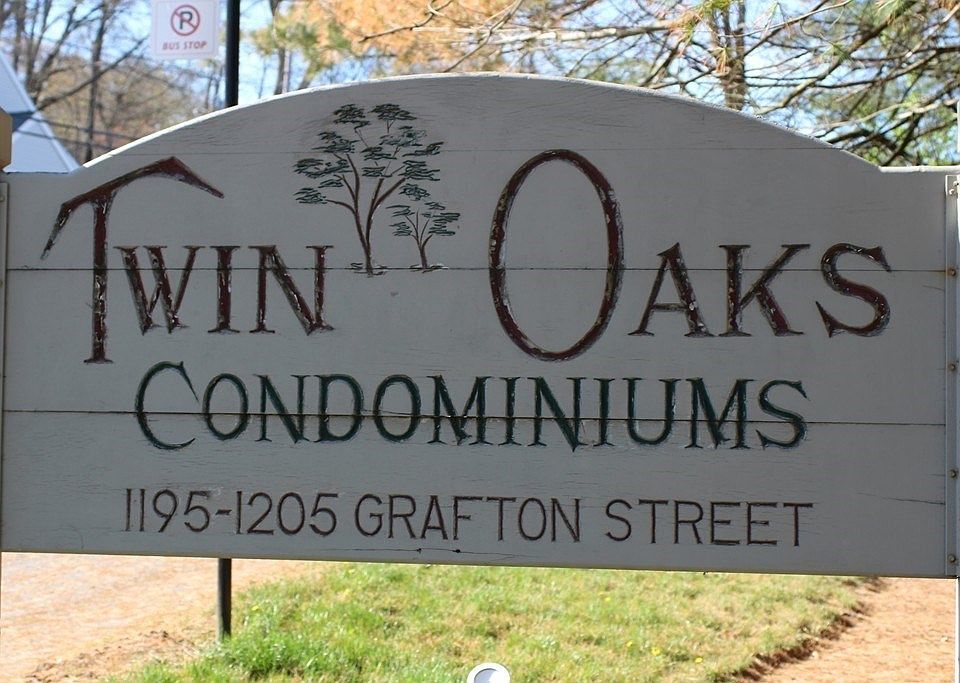 R
BUS STOP
TWIN OAKS
CONDOMINIUMS
1195-1205 GRAFTON STREET